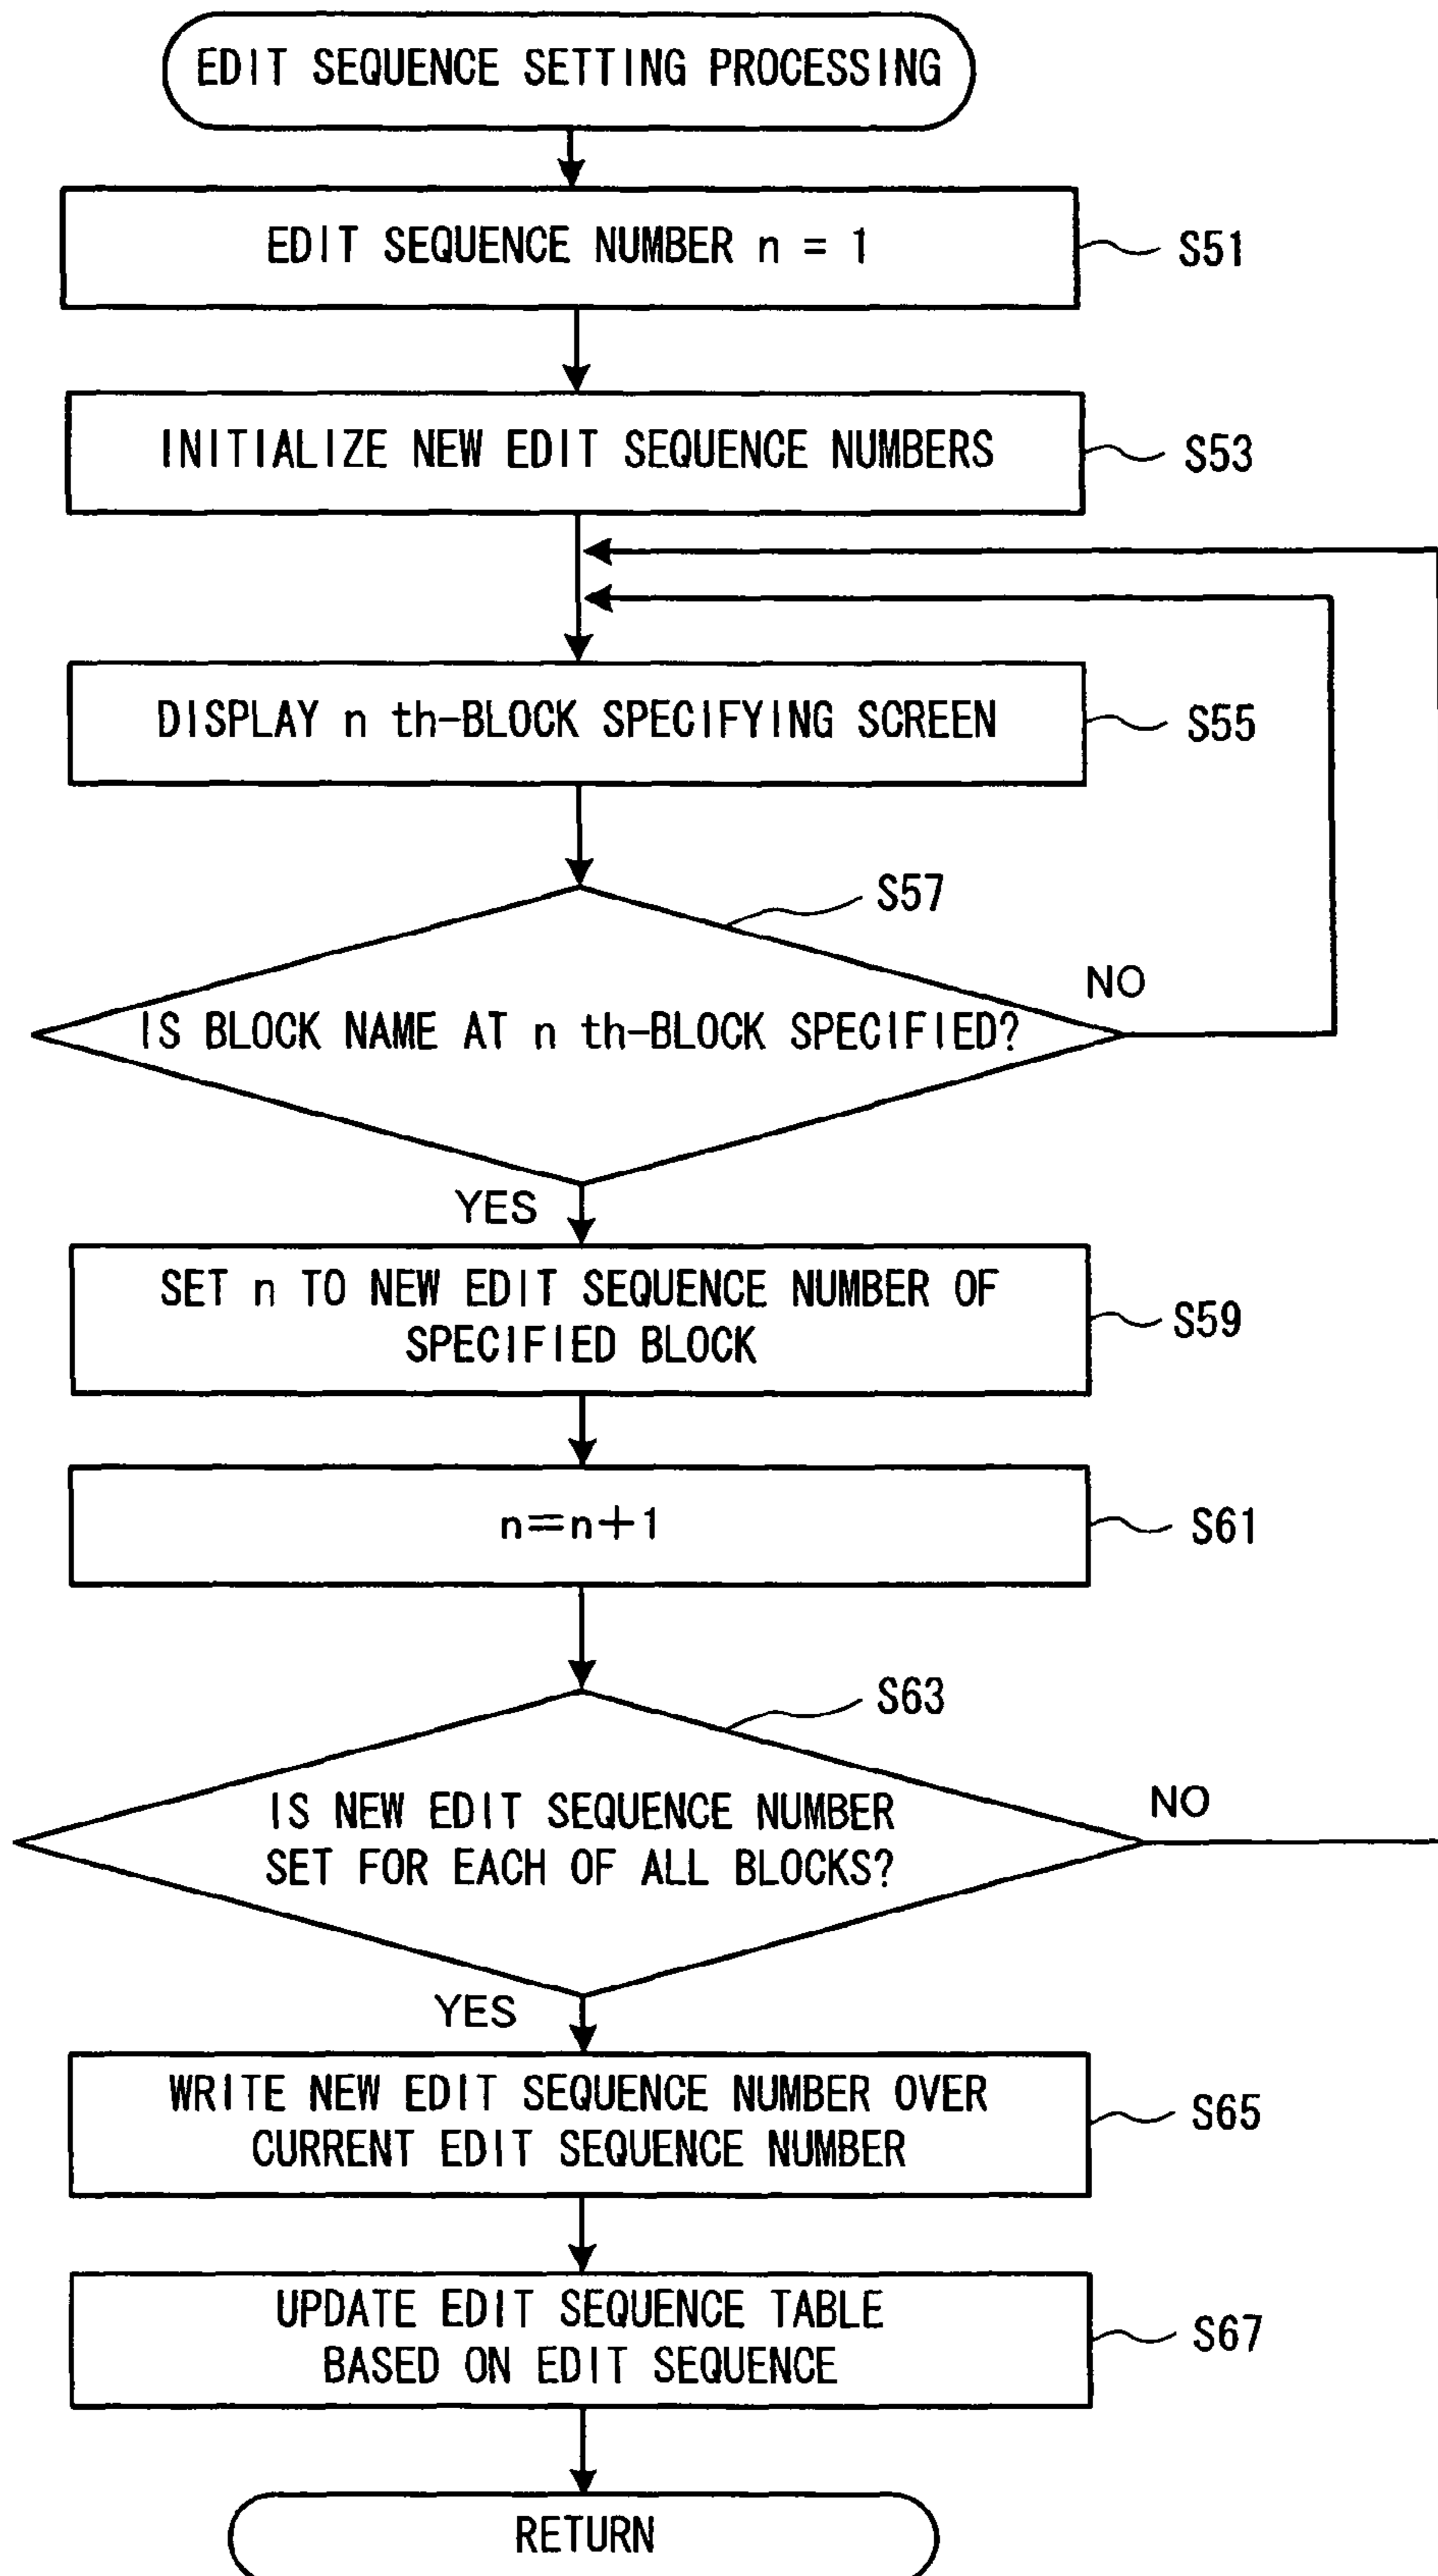 EDIT SEQUENCE SETTING PROCESSING
EDIT SEQUENCE NUMBER n = 1
S51
INITIALIZE NEW EDIT SEQUENCE NUMBERS
S53
DISPLAY n th-BLOCK SPECIFYING SCREEN
S55
S57
NO
IS BLOCK NAME AT n th-BLOCK SPECIFIED?
YES
SET n TO NEW EDIT SEQUENCE NUMBER OF
SPECIFIED BLOCK
S59
n=n+1
S61
S63
NO
IS NEW EDIT SEQUENCE NUMBER
SET FOR EACH OF ALL BLOCKS?
YES
WRITE NEW EDIT SEQUENCE NUMBER OVER
CURRENT EDIT SEQUENCE NUMBER
S65
UPDATE EDIT SEQUENCE TABLE
BASED ON EDIT SEQUENCE
S67
RETURN